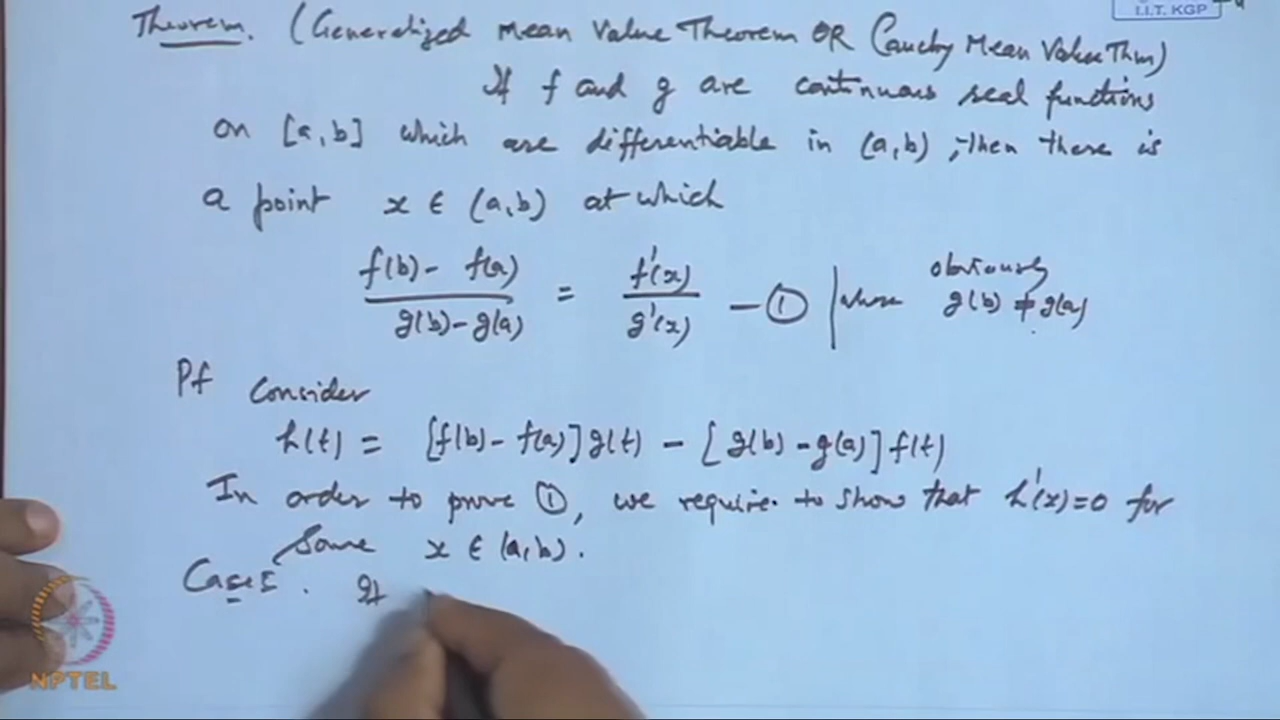 I.I.T. KGP
Theorem. (Generalized Mean Value Theorem OR Cauchy Mean Value Thm)
If f and g are continuous real functions
on [a,b] which are differentiable in (a,b), then there is
a point x ∈ (a,b) at which
f(b) - f(a) / g(b) - g(a) = f'(x) / g'(x) — ① | where obviously g(b) ≠ g(a)
Pf Consider
h(t) = [f(b) - f(a)] g(t) - [g(b) - g(a)] f(t)
In order to prove ①, we require to show that h'(x)=0 for
Some x ∈ (a,b).
Case I. If
NPTEL